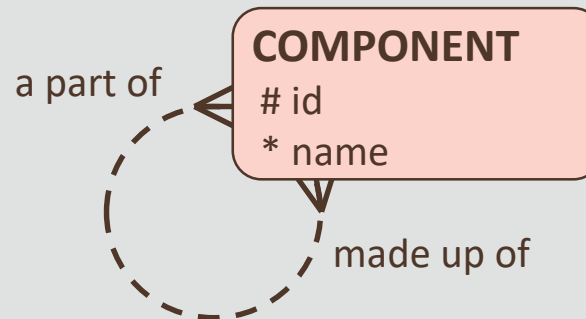 COMPONENT
a part of
# id
* name
made up of